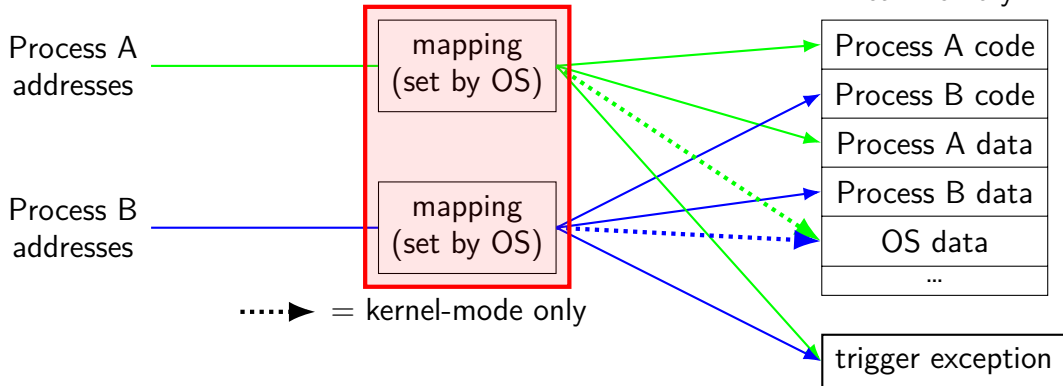 Process A
addresses
mapping
(set by OS)
Process A code
Process B code
Process A data
Process B
addresses
mapping
(set by OS)
Process B data
OS data
...
= kernel-mode only
trigger exception